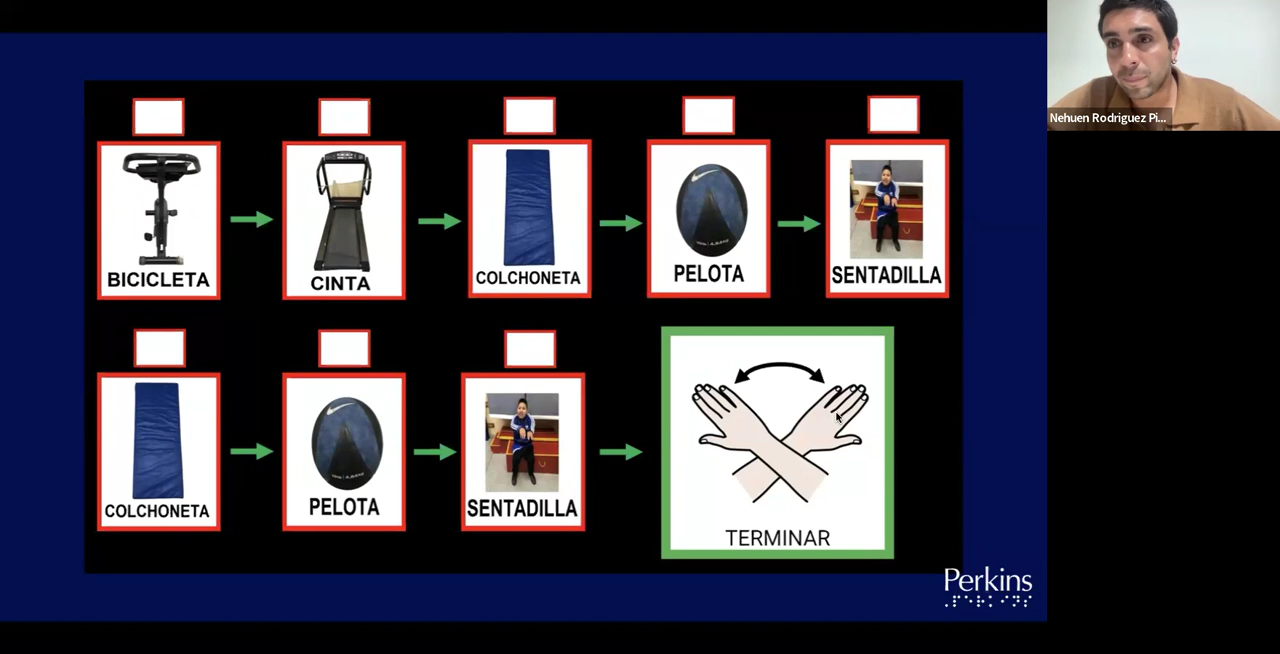 Nehuen Rodriguez Pi...
BICICLETA
CINTA
COLCHONETA
PELOTA
SENTADILLA
COLCHONETA
PELOTA
SENTADILLA
TERMINAR
Perkins
⠠⠏⠑⠗⠅⠊⠝⠎